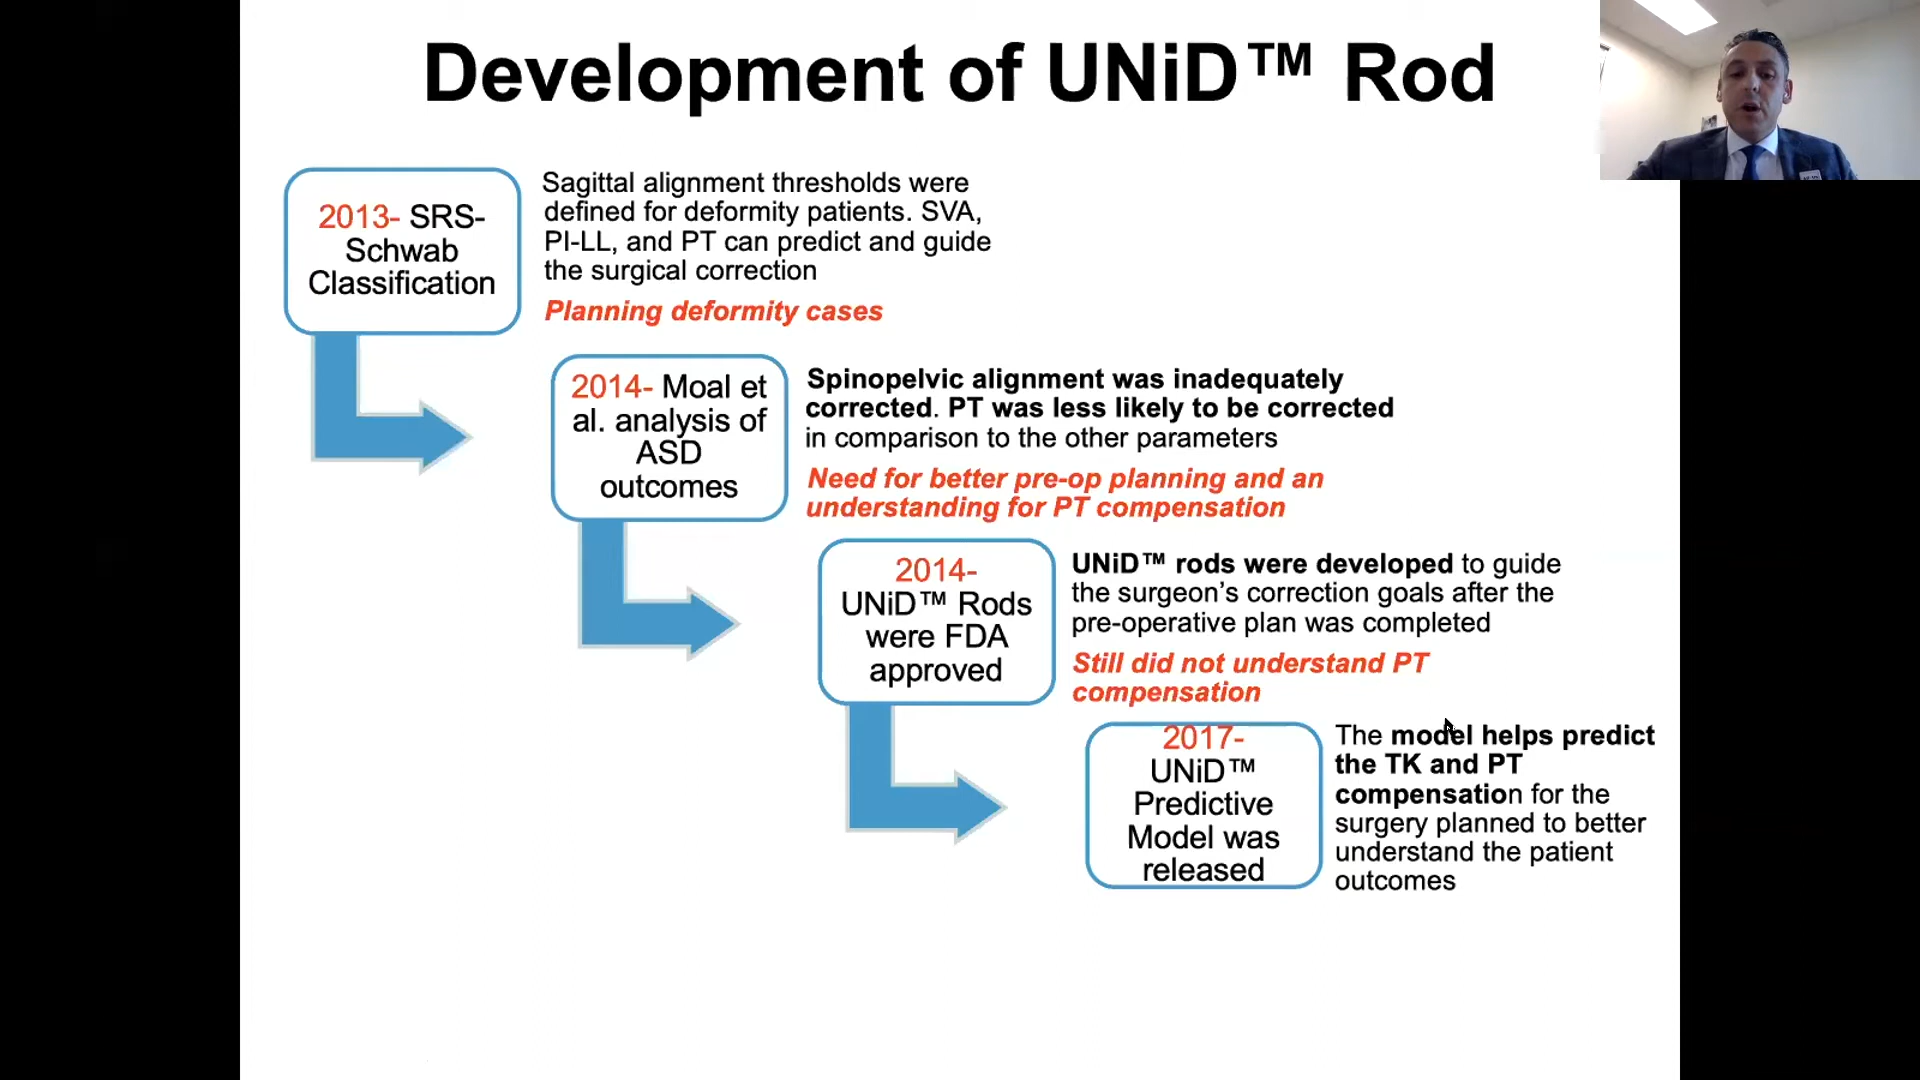 Development of UNiD™ Rod
2013- SRS-
Schwab
Classification
Sagittal alignment thresholds were
defined for deformity patients. SVA,
PI-LL, and PT can predict and guide
the surgical correction
Planning deformity cases
2014- Moal et
al. analysis of
ASD
outcomes
Spinopelvic alignment was inadequately
corrected. PT was less likely to be corrected
in comparison to the other parameters
Need for better pre-op planning and an
understanding for PT compensation
2014-
UNiD™ Rods
were FDA
approved
UNiD™ rods were developed to guide
the surgeon’s correction goals after the
pre-operative plan was completed
Still did not understand PT
compensation
2017-
UNiD™
Predictive
Model was
released
The model helps predict
the TK and PT
compensation for the
surgery planned to better
understand the patient
outcomes